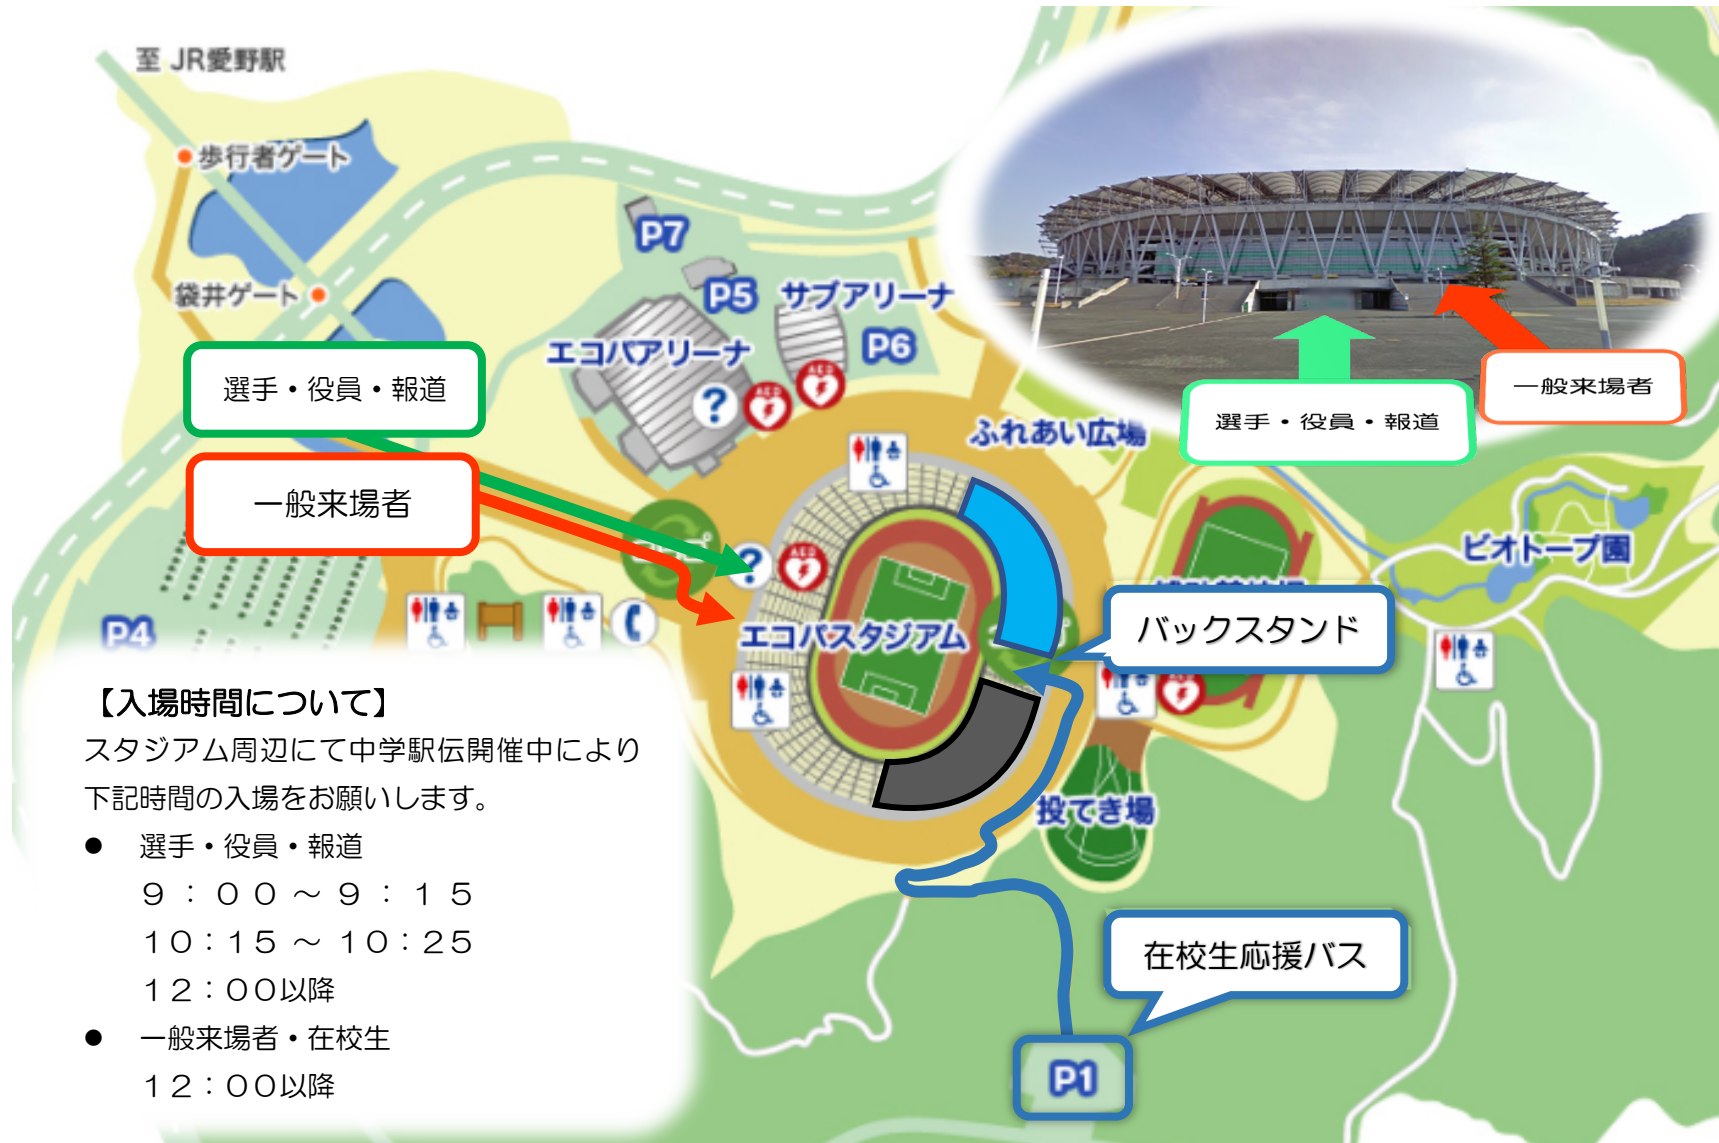 至 JR愛野駅
歩行者ゲート
袋井ゲート
P7
P5
サブアリーナ
P6
エコパアリーナ
?
AED
AED
選手・役員・報道
一般来場者
選手・役員・報道
一般来場者
ふれあい広場
ビオトープ園
?
AED
エコパスタジアム
バックスタンド
P4
AED
投てき場
在校生応援バス
P1
【入場時間について】
スタジアム周辺にて中学駅伝開催中により
下記時間の入場をお願いします。
● 選手・役員・報道
９：００～９：１５
１０：１５ ～ １０：２５
１２：００以降
● 一般来場者・在校生
１２：００以降